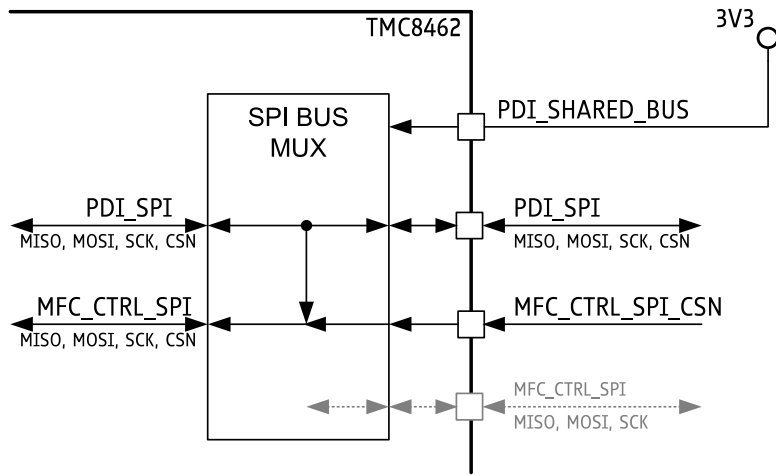 3V3
TMC8462
PDI_SHARED_BUS
SPI BUS
MUX
PDI_SPI
MISO, MOSI, SCK, CSN
PDI_SPI
MISO, MOSI, SCK, CSN
MFC_CTRL_SPI
MISO, MOSI, SCK, CSN
MFC_CTRL_SPI_CSN
MFC_CTRL_SPI
MISO, MOSI, SCK